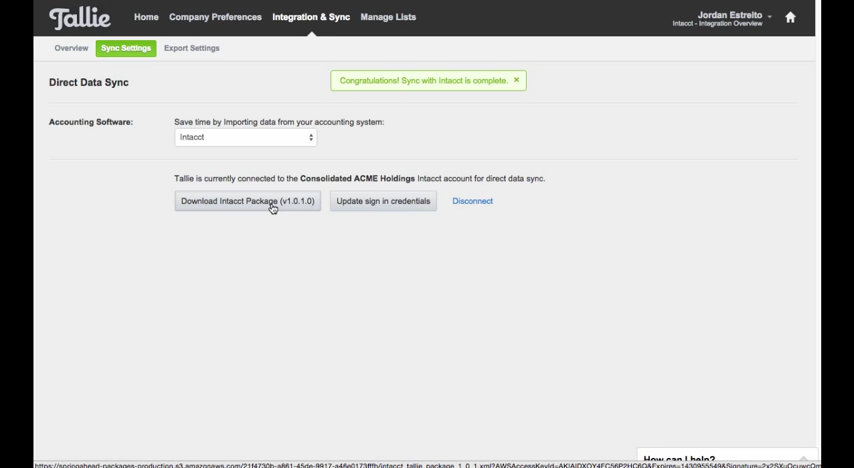 Tallie Home Company Preferences Integration & Sync Manage Lists Jordan Estreito
Intacct - Integration Overview
Overview Sync Settings Export Settings
Direct Data Sync Congratulations! Sync with Intacct is complete. ×
Accounting Software: Save time by Importing data from your accounting system:
Intacct
Tallie is currently connected to the Consolidated ACME Holdings Intacct account for direct data sync.
Download Intacct Package (v1.0.1.0) Update sign in credentials Disconnect
How can I help?